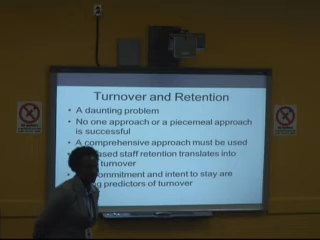 Turnover and Retention
• A daunting problem
• No one approach or a piecemeal approach
is successful
• A comprehensive approach must be used
staff retention translates into
turnover
commitment and intent to stay are
predictors of turnover